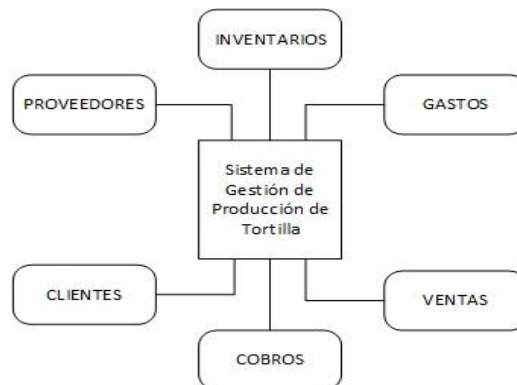 INVENTARIOS
PROVEEDORES
GASTOS
Sistema de
Gestión de
Producción de
Tortilla
CLIENTES
VENTAS
COBROS